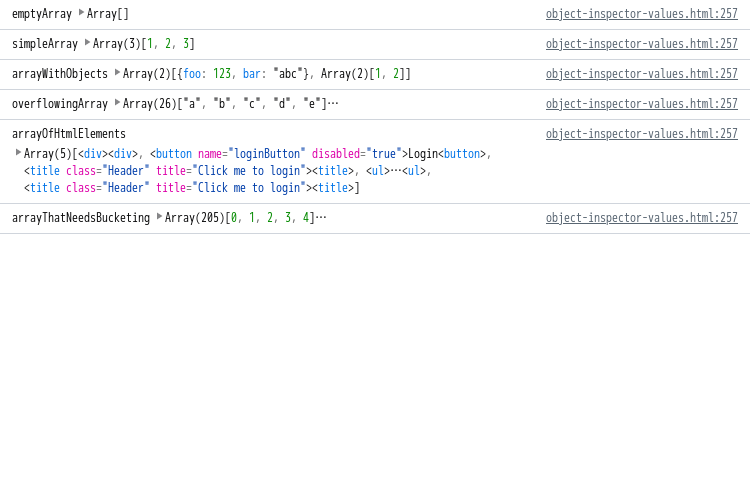 emptyArray ▶Array[] object-inspector-values.html:257
simpleArray ▶Array(3)[1, 2, 3] object-inspector-values.html:257
arrayWithObjects ▶Array(2)[{foo: 123, bar: "abc"}, Array(2)[1, 2]] object-inspector-values.html:257
overflowingArray ▶Array(26)["a", "b", "c", "d", "e"]… object-inspector-values.html:257
arrayOfHtmlElements object-inspector-values.html:257
▶Array(5)[<div><div>, <button name="loginButton" disabled="true">Login<button>,
<title class="Header" title="Click me to login"><title>, <ul>…<ul>,
<title class="Header" title="Click me to login"><title>]
arrayThatNeedsBucketing ▶Array(205)[0, 1, 2, 3, 4]… object-inspector-values.html:257